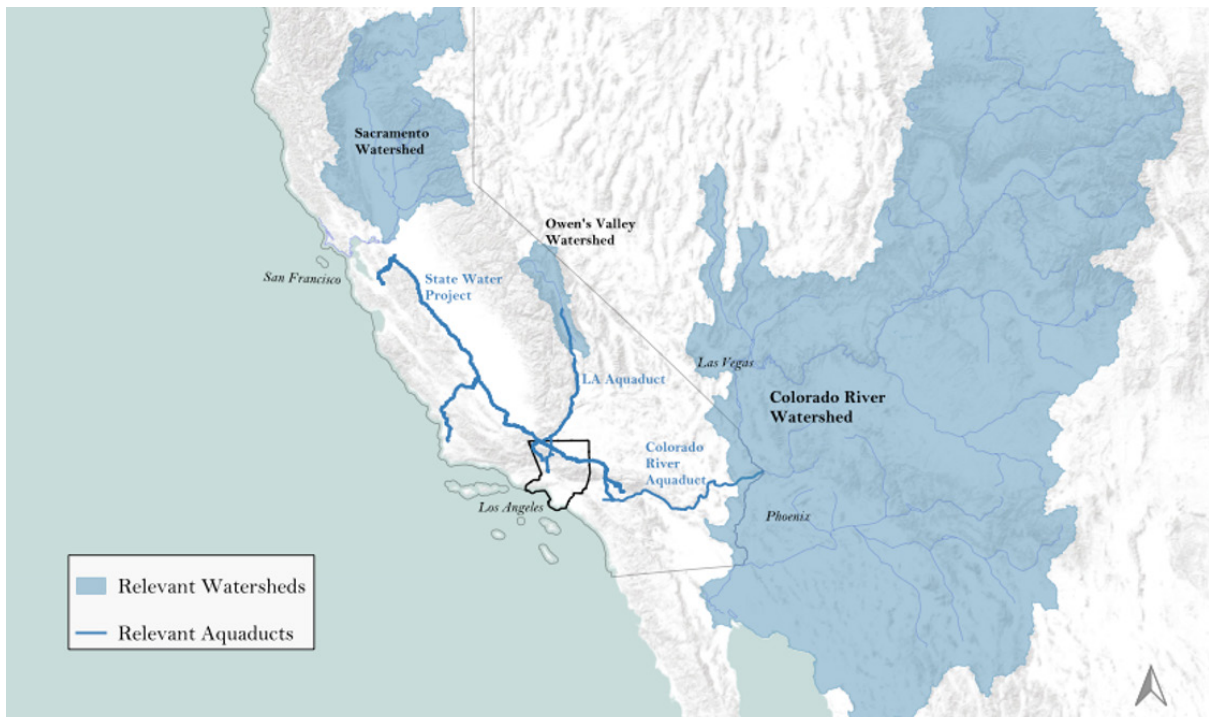 Sacramento
Watershed
Owen's Valley
Watershed
San Francisco
State Water
Project
Las Vegas
LA Aquaduct
Colorado River
Watershed
Colorado
River
Aquaduct
Los Angeles
Phoenix
Relevant Watersheds
Relevant Aquaducts